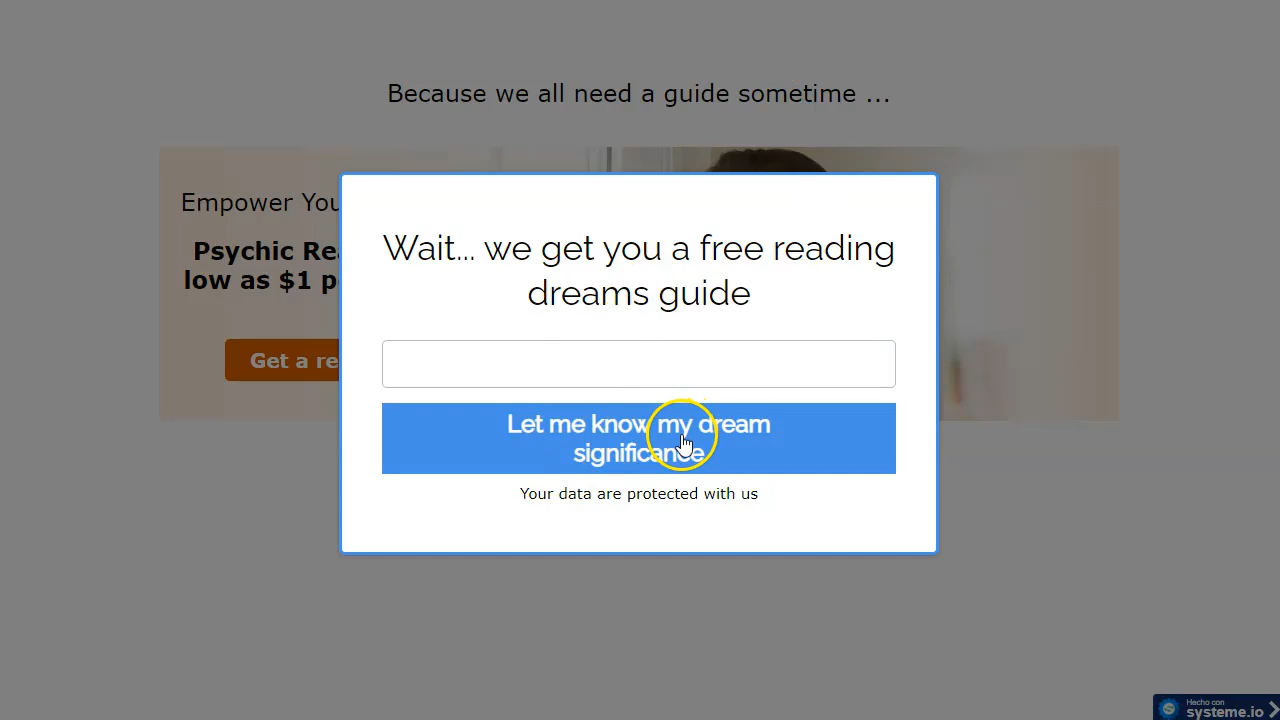 Because we all need a guide sometime ...
Empower You
Psychic Rea
low as $1 p
Get a re
Wait... we get you a free reading
dreams guide
Let me know my dream
significance
Your data are protected with us
Hecho con
systeme.io